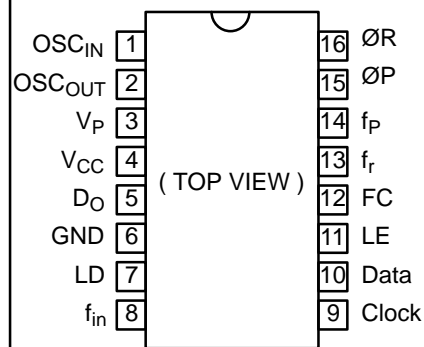 OSCIN 1 16 ØR
OSCOUT 2 15 ØP
VP 3 14 fP
VCC 4 13 fr
DO 5 ( TOP VIEW ) 12 FC
GND 6 11 LE
LD 7 10 Data
fin 8 9 Clock